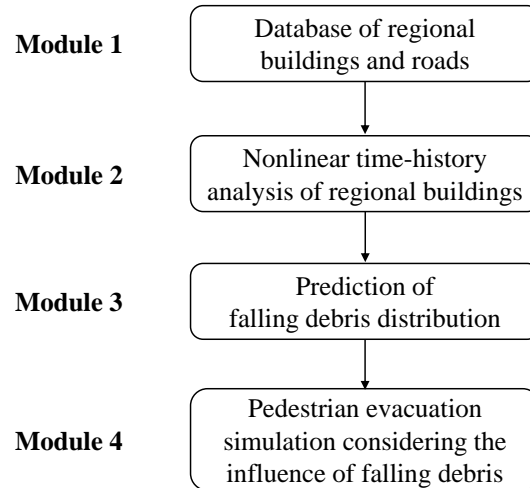 Module 1
Database of regional
buildings and roads
Module 2
Nonlinear time-history
analysis of regional buildings
Module 3
Prediction of
falling debris distribution
Module 4
Pedestrian evacuation
simulation considering the
influence of falling debris